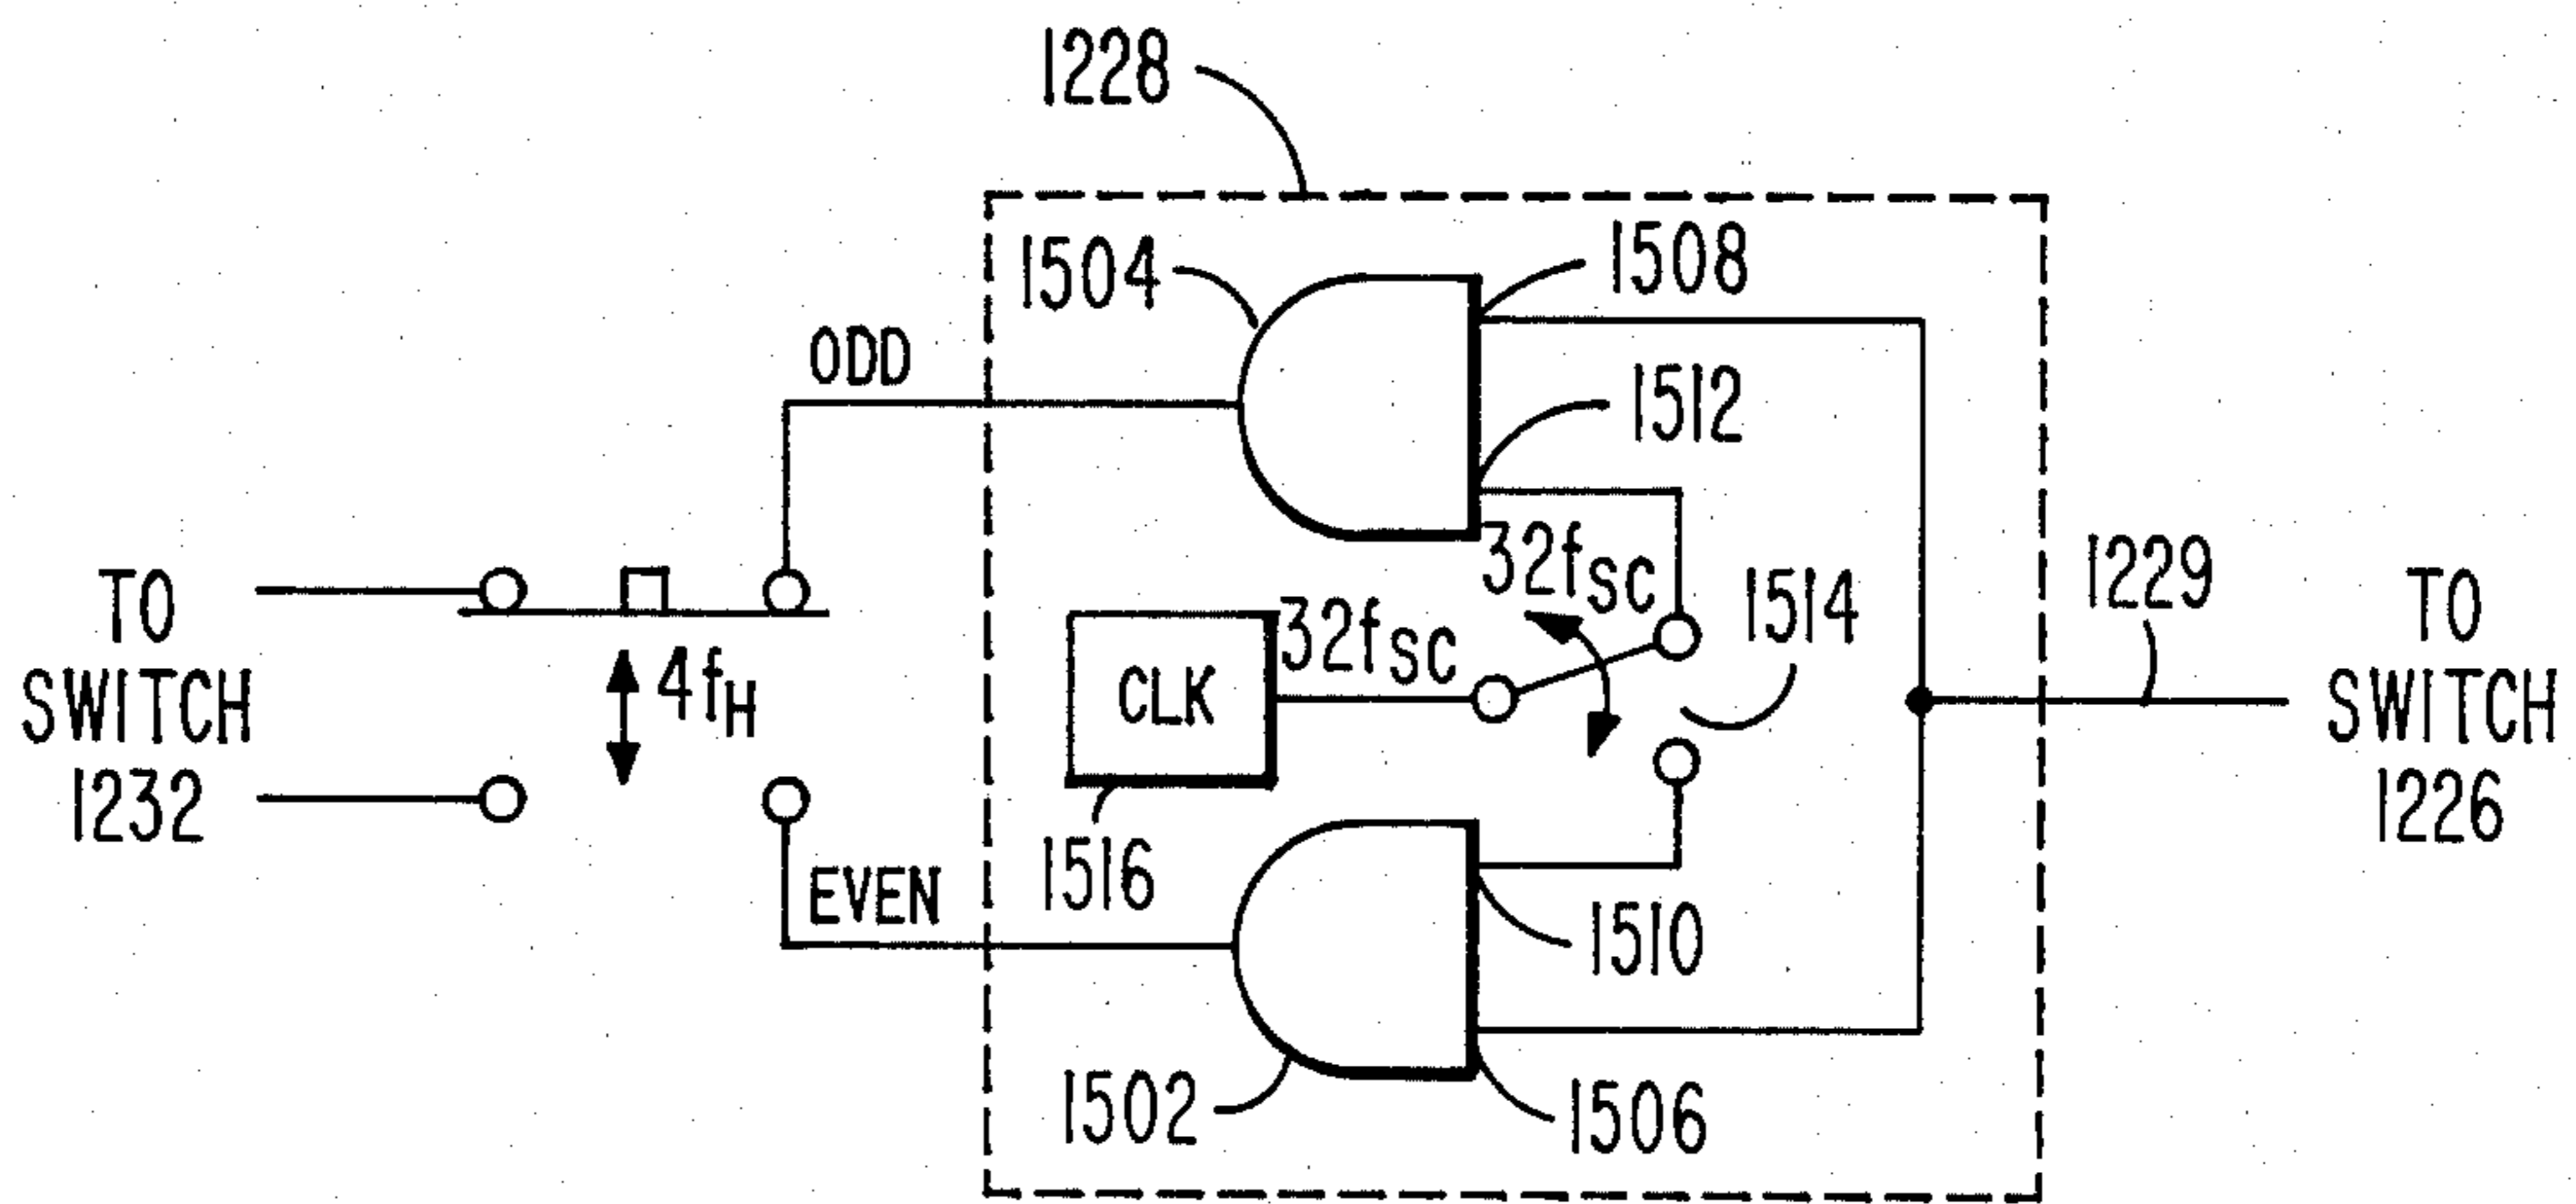 1228
1504
1508
ODD
1512
32fSC
1514
1229
TO
SWITCH
1232
4fH
CLK
32fSC
TO
SWITCH
1226
1516
EVEN
1510
1502
1506